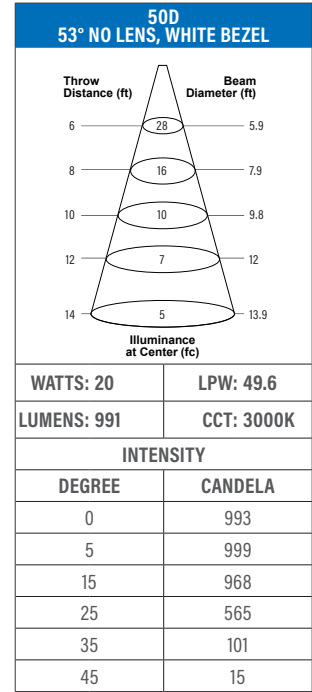 50D
53° NO LENS, WHITE BEZEL
Throw Distance (ft)
Beam Diameter (ft)
6 28 5.9
8 16 7.9
10 10 9.8
12 7 12
14 5 13.9
Illuminance
at Center (fc)
WATTS: 20 LPW: 49.6
LUMENS: 991 CCT: 3000K
INTENSITY
DEGREE CANDELA
0 993
5 999
15 968
25 565
35 101
45 15